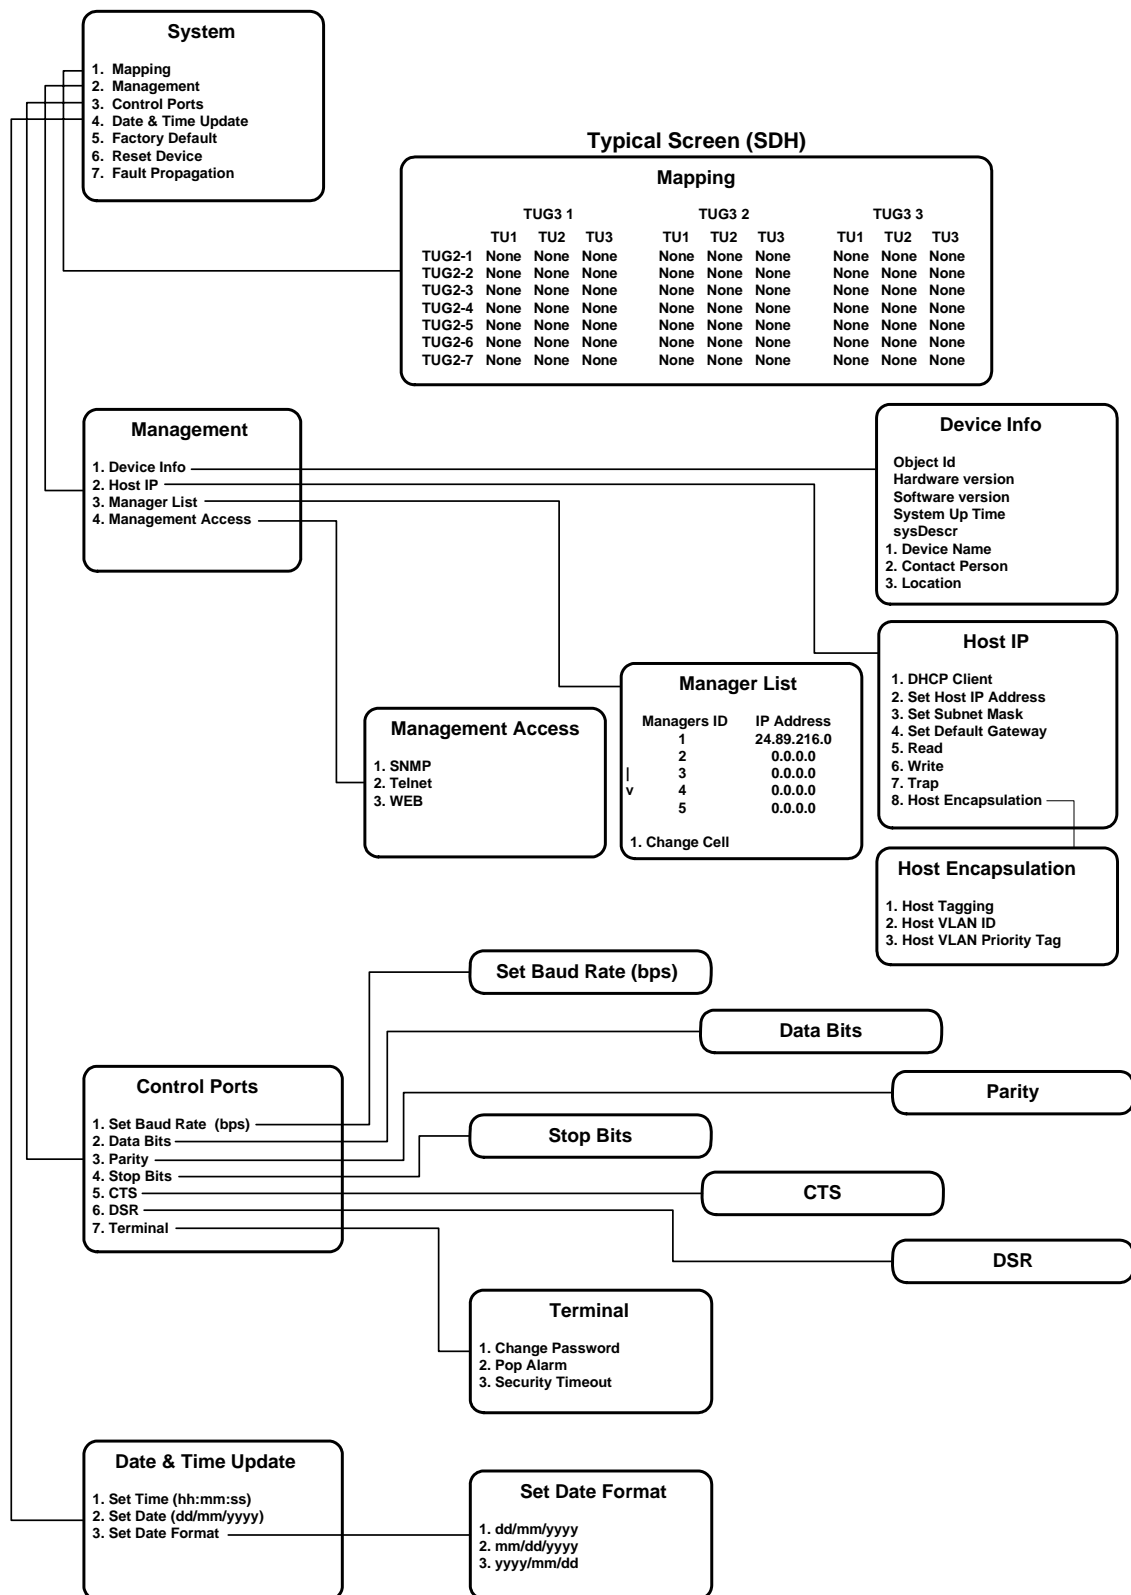 System
1. Mapping
2. Management
3. Control Ports
4. Date & Time Update
5. Factory Default
6. Reset Device
7. Fault Propagation
Typical Screen (SDH)
Mapping
TUG3 1 TUG3 2 TUG3 3
TU1 TU2 TU3 TU1 TU2 TU3 TU1 TU2 TU3
TUG2-1 None None None None None None None None None
TUG2-2 None None None None None None None None None
TUG2-3 None None None None None None None None None
TUG2-4 None None None None None None None None None
TUG2-5 None None None None None None None None None
TUG2-6 None None None None None None None None None
TUG2-7 None None None None None None None None None
Management
1. Device Info
2. Host IP
3. Manager List
4. Management Access
Device Info
Object Id
Hardware version
Software version
System Up Time
sysDescr
1. Device Name
2. Contact Person
3. Location
Host IP
1. DHCP Client
2. Set Host IP Address
3. Set Subnet Mask
4. Set Default Gateway
5. Read
6. Write
7. Trap
8. Host Encapsulation
Manager List
Managers ID IP Address
1 24.89.216.0
2 0.0.0.0
| 3 0.0.0.0
v 4 0.0.0.0
5 0.0.0.0
1. Change Cell
Management Access
1. SNMP
2. Telnet
3. WEB
Host Encapsulation
1. Host Tagging
2. Host VLAN ID
3. Host VLAN Priority Tag
Set Baud Rate (bps)
Data Bits
Control Ports
1. Set Baud Rate (bps)
2. Data Bits
3. Parity
4. Stop Bits
5. CTS
6. DSR
7. Terminal
Parity
Stop Bits
CTS
DSR
Terminal
1. Change Password
2. Pop Alarm
3. Security Timeout
Date & Time Update
1. Set Time (hh:mm:ss)
2. Set Date (dd/mm/yyyy)
3. Set Date Format
Set Date Format
1. dd/mm/yyyy
2. mm/dd/yyyy
3. yyyy/mm/dd